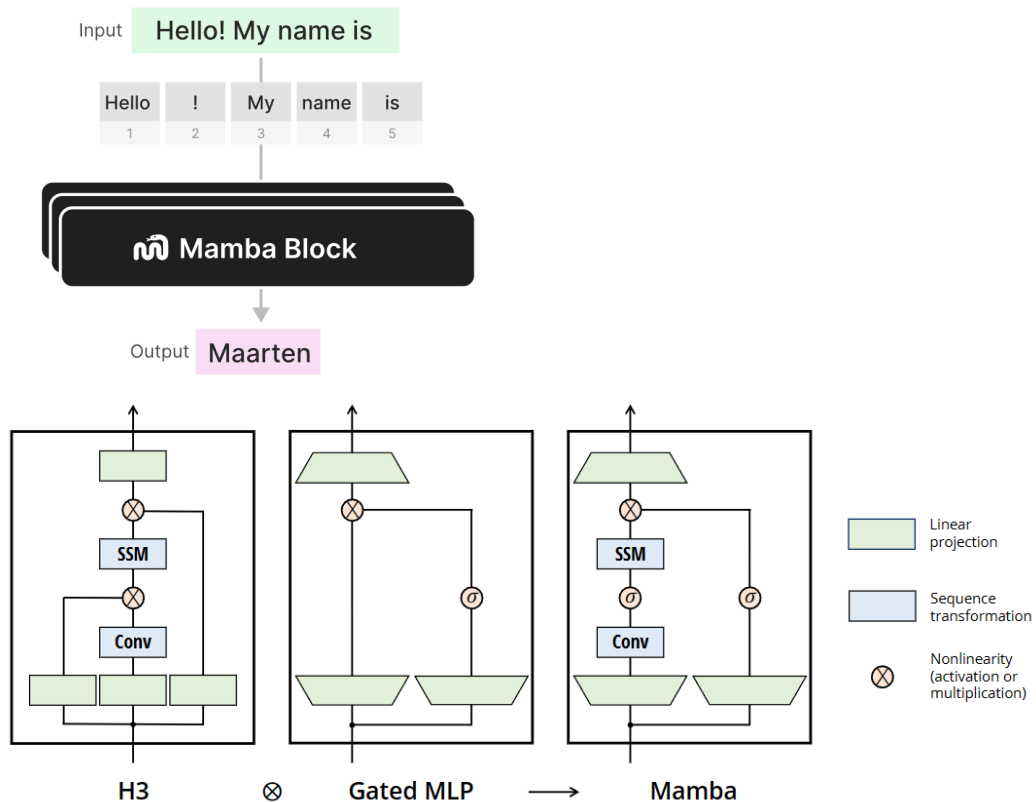 Input
Hello! My name is
Hello ! My name is
1 2 3 4 5
Mamba Block
Output
Maarten
SSM
Conv
σ
SSM
σ
σ
Conv
Linear
projection
Sequence
transformation
Nonlinearity
(activation or
multiplication)
H3 ⊗ Gated MLP → Mamba